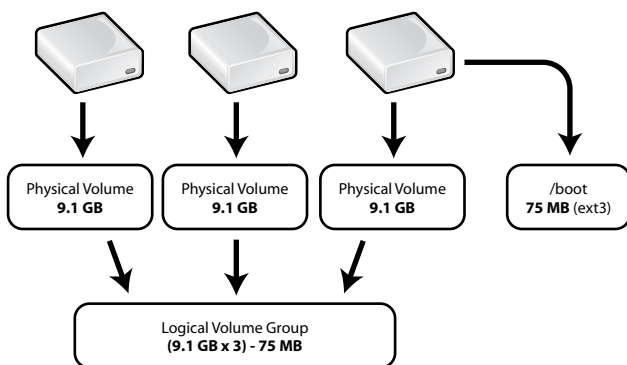 Physical Volume
9.1 GB
Physical Volume
9.1 GB
Physical Volume
9.1 GB
/boot
75 MB (ext3)
Logical Volume Group
(9.1 GB x 3) - 75 MB